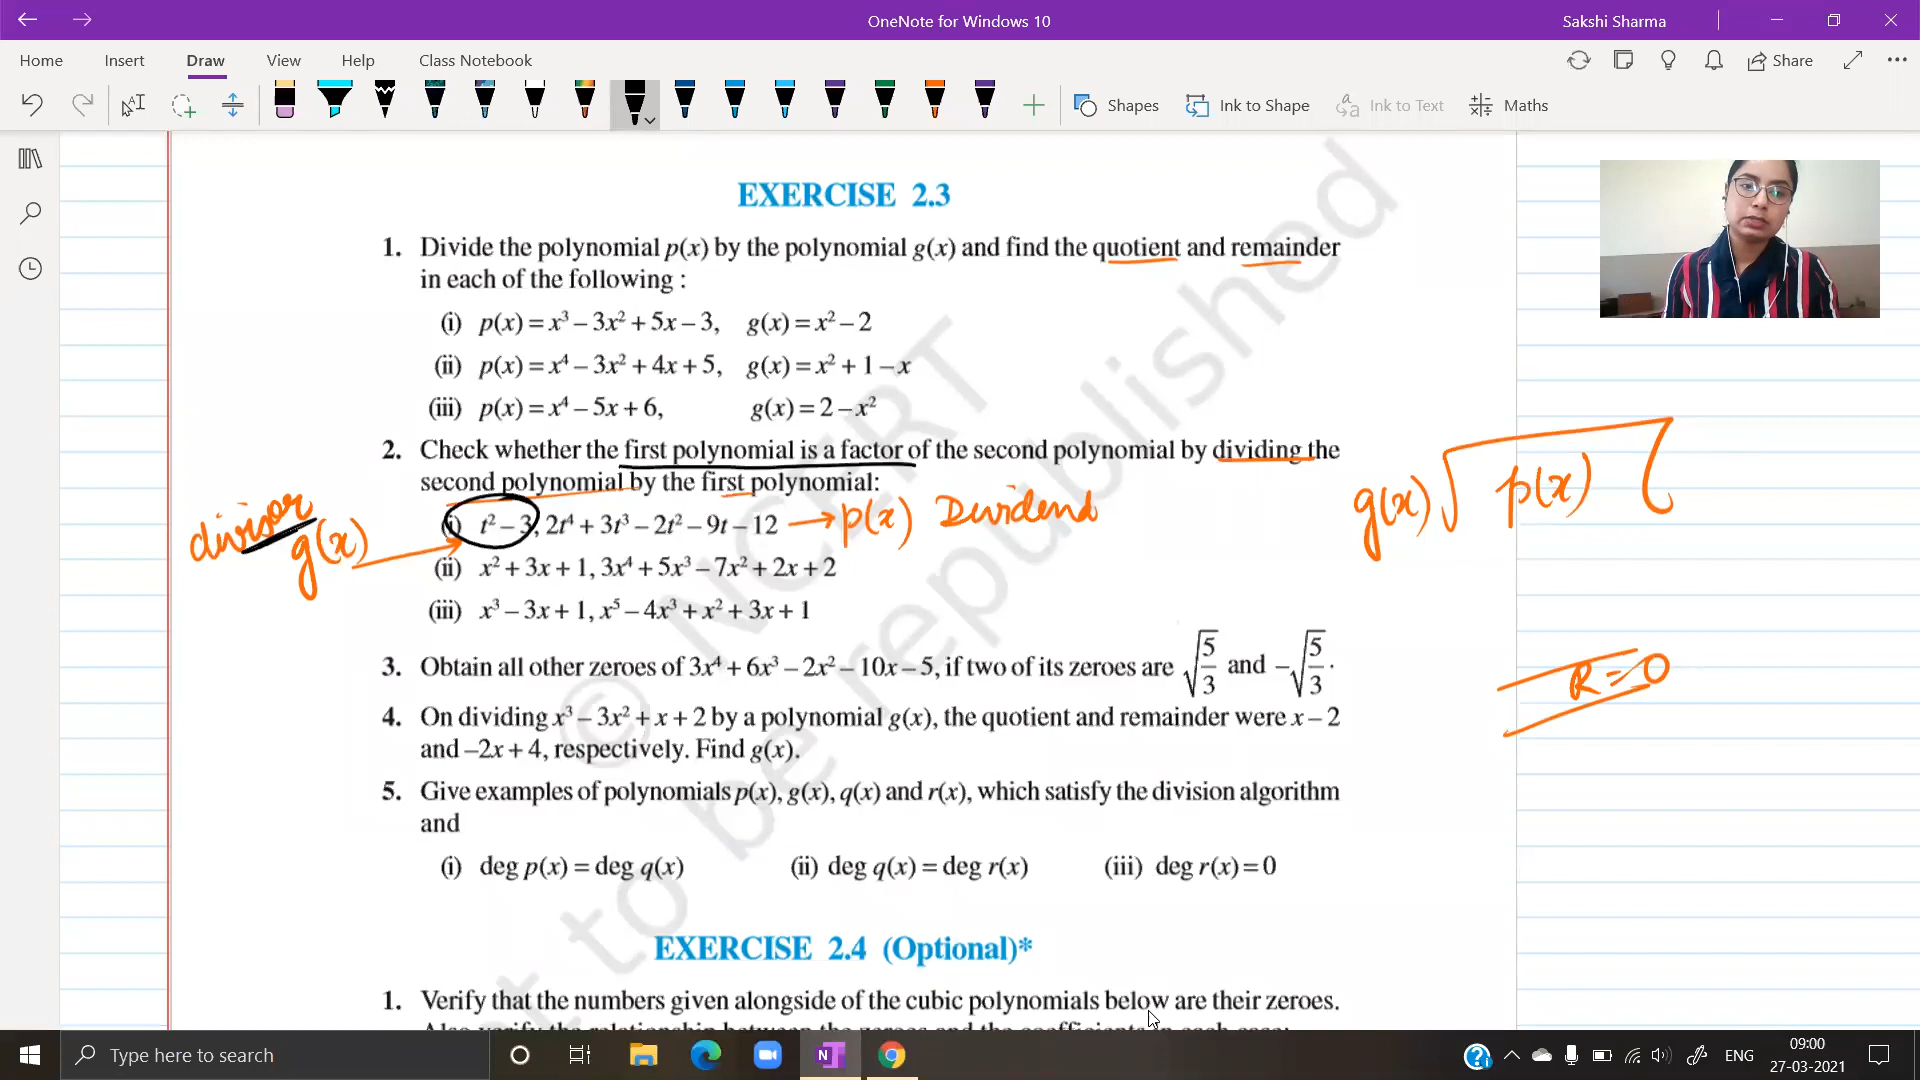 OneNote for Windows 10
Sakshi Sharma
Home Insert Draw View Help Class Notebook
Share
Shapes Ink to Shape Ink to Text Maths
EXERCISE 2.3
1. Divide the polynomial p(x) by the polynomial g(x) and find the quotient and remainder
in each of the following :
(i) p(x) = x³ – 3x² + 5x – 3, g(x) = x² – 2
(ii) p(x) = x⁴ – 3x² + 4x + 5, g(x) = x² + 1 – x
(iii) p(x) = x⁴ – 5x + 6, g(x) = 2 – x²
2. Check whether the first polynomial is a factor of the second polynomial by dividing the
second polynomial by the first polynomial:
divisor g(x)
(i) t² – 3, 2t⁴ + 3t³ – 2t² – 9t – 12 → p(x) Dividend
g(x) p(x)
(ii) x² + 3x + 1, 3x⁴ + 5x³ – 7x² + 2x + 2
(iii) x³ – 3x + 1, x⁵ – 4x³ + x² + 3x + 1
3. Obtain all other zeroes of 3x⁴ + 6x³ – 2x² – 10x – 5, if two of its zeroes are √5/3 and –√5/3.
R = 0
4. On dividing x³ – 3x² + x + 2 by a polynomial g(x), the quotient and remainder were x – 2
and –2x + 4, respectively. Find g(x).
5. Give examples of polynomials p(x), g(x), q(x) and r(x), which satisfy the division algorithm
and
(i) deg p(x) = deg q(x) (ii) deg q(x) = deg r(x) (iii) deg r(x) = 0
EXERCISE 2.4 (Optional)*
1. Verify that the numbers given alongside of the cubic polynomials below are their zeroes.
© NCERT
be republished
Type here to search
ENG
09:00
27-03-2021